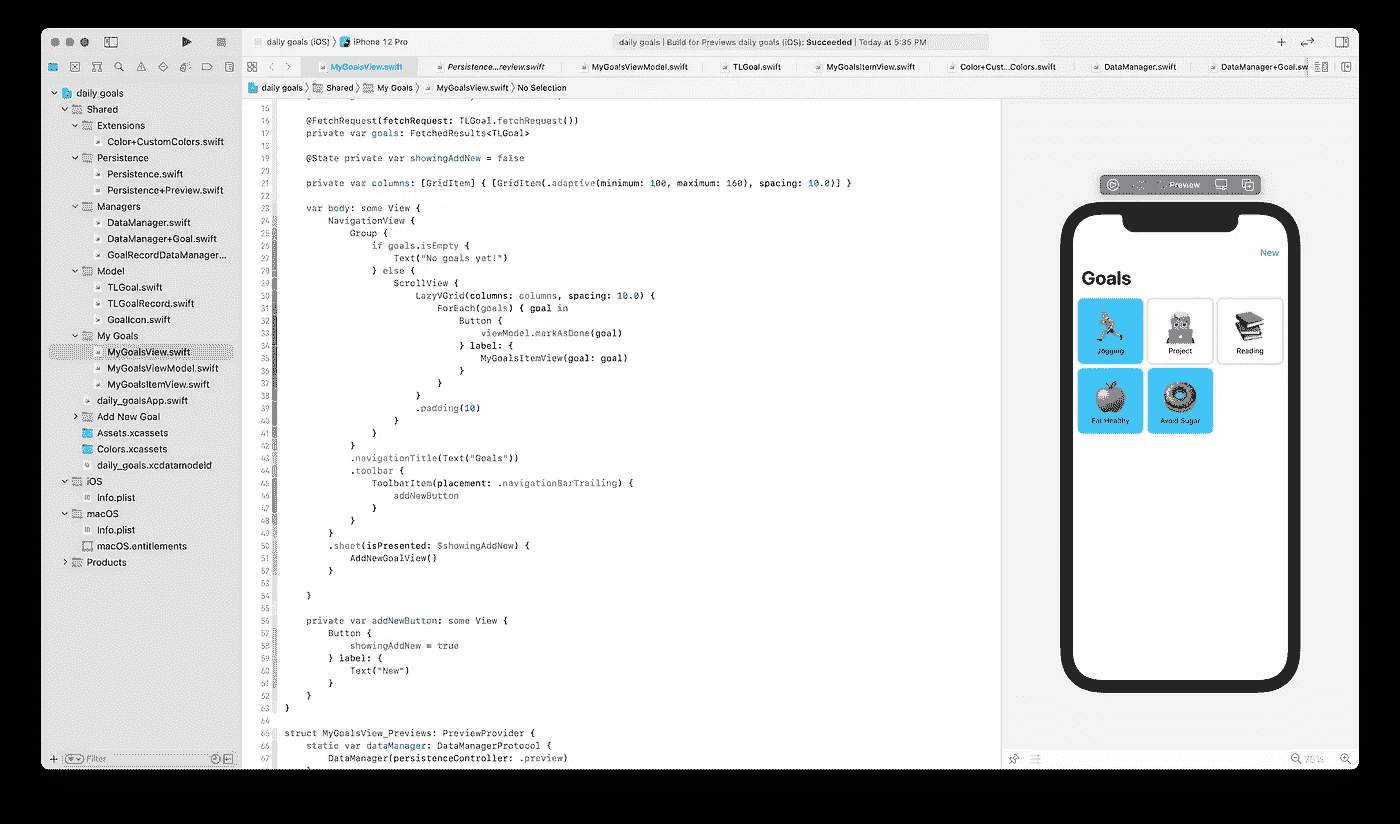 daily goals (iOS) 〉 iPhone 12 Pro
daily goals | Build for Previews daily goals (iOS): Succeeded | Today at 5:35 PM
MyGoalsView.swift
Persistence...review.swift
MyGoalsViewModel.swift
TLGoal.swift
MyGoalsItemView.swift
Color+Cust...Colors.swift
DataManager.swift
DataManager+Goal.sw
daily goals 〉 Shared 〉 My Goals 〉 MyGoalsView.swift 〉 No Selection
daily goals
Shared
Extensions
Color+CustomColors.swift
Persistence
Persistence.swift
Persistence+Preview.swift
Managers
DataManager.swift
DataManager+Goal.swift
GoalRecordDataManager...
Model
TLGoal.swift
TLGoalRecord.swift
GoalIcon.swift
My Goals
MyGoalsView.swift
MyGoalsViewModel.swift
MyGoalsItemView.swift
daily_goalsApp.swift
Add New Goal
Assets.xcassets
Colors.xcassets
daily_goals.xcdatamodeld
iOS
Info.plist
macOS
Info.plist
macOS.entitlements
Products
Filter
15
16 @FetchRequest(fetchRequest: TLGoal.fetchRequest())
17 private var goals: FetchedResults<TLGoal>
18
19 @State private var showingAddNew = false
20
21 private var columns: [GridItem] { [GridItem(.adaptive(minimum: 100, maximum: 160), spacing: 10.0)] }
22
23 var body: some View {
24 NavigationView {
25 Group {
26 if goals.isEmpty {
27 Text("No goals yet!")
28 } else {
29 ScrollView {
30 LazyVGrid(columns: columns, spacing: 10.0) {
31 ForEach(goals) { goal in
32 Button {
33 viewModel.markAsDone(goal)
34 } label: {
35 MyGoalsItemView(goal: goal)
36 }
37 }
38 }
39 .padding(10)
40 }
41 }
42 }
43 .navigationTitle(Text("Goals"))
44 .toolbar {
45 ToolbarItem(placement: .navigationBarTrailing) {
46 addNewButton
47 }
48 }
49 }
50 .sheet(isPresented: $showingAddNew) {
51 AddNewGoalView()
52 }
53
54 }
55
56 private var addNewButton: some View {
57 Button {
58 showingAddNew = true
59 } label: {
60 Text("New")
61 }
62 }
63 }
64
65 struct MyGoalsView_Previews: PreviewProvider {
66 static var dataManager: DataManagerProtocol {
67 DataManager(persistenceController: .preview)
Preview
New
Goals
Jogging
Project
Reading
Eat Healthy
Avoid Sugar
75%